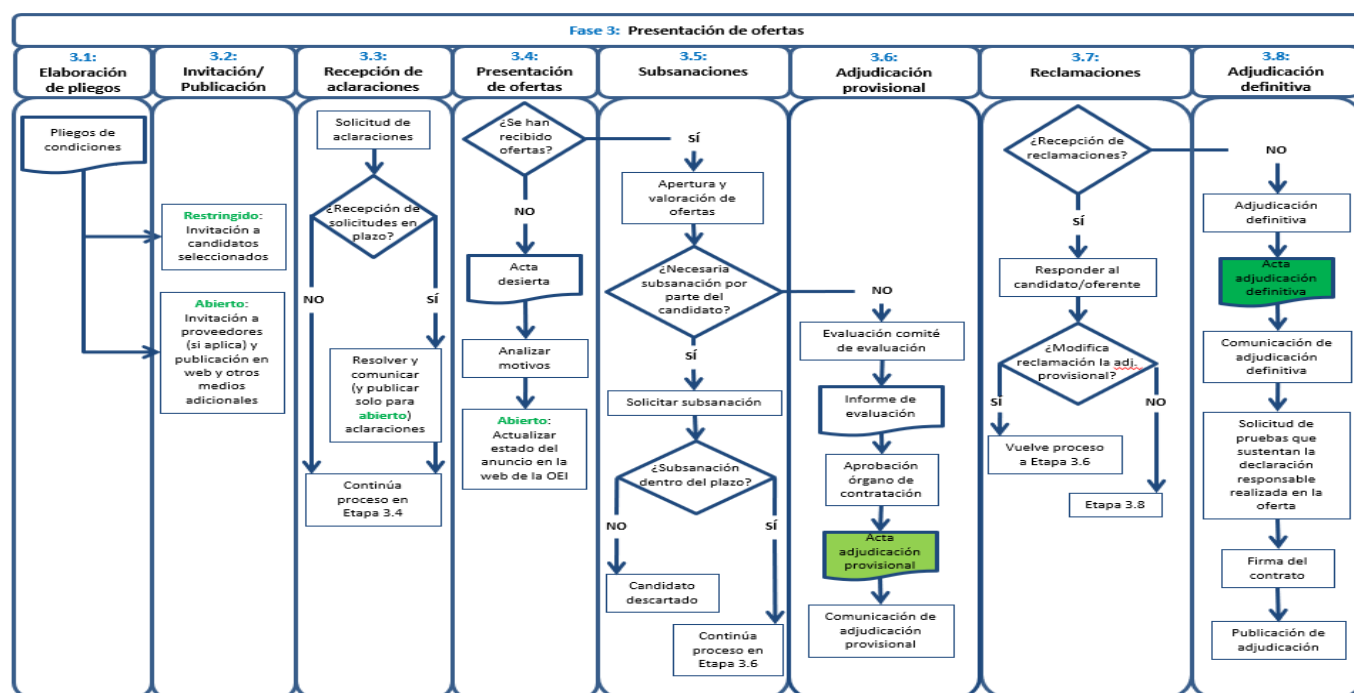 Fase 3: Presentación de ofertas
3.1:
Elaboración
de pliegos
3.2:
Invitación/
Publicación
3.3:
Recepción de
aclaraciones
3.4:
Presentación
de ofertas
3.5:
Subsanaciones
3.6:
Adjudicación
provisional
3.7:
Reclamaciones
3.8:
Adjudicación
definitiva
Pliegos de
condiciones
Restringido:
Invitación a
candidatos
seleccionados
Abierto:
Invitación a
proveedores
(si aplica) y
publicación en
web y otros
medios
adicionales
Solicitud de
aclaraciones
¿Recepción de
solicitudes en
plazo?
NO
SÍ
Resolver y
comunicar
(y publicar
solo para
abierto)
aclaraciones
Continúa
proceso en
Etapa 3.4
¿Se han
recibido
ofertas?
SÍ
NO
Acta
desierta
Analizar
motivos
Abierto:
Actualizar
estado del
anuncio en la
web de la OEI
Apertura y
valoración de
ofertas
¿Necesaria
subsanación por
parte del
candidato?
NO
SÍ
Solicitar subsanación
¿Subsanación
dentro del plazo?
NO
SÍ
Candidato
descartado
Continúa
proceso en
Etapa 3.6
Evaluación comité
de evaluación
Informe de
evaluación
Aprobación
órgano de
contratación
Acta
adjudicación
provisional
Comunicación de
adjudicación
provisional
¿Recepción de
reclamaciones?
NO
SÍ
Responder al
candidato/oferente
¿Modifica
reclamación la adj.
provisional?
SÍ
NO
Vuelve proceso
a Etapa 3.6
Etapa 3.8
Adjudicación
definitiva
Acta
adjudicación
definitiva
Comunicación de
adjudicación
definitiva
Solicitud de
pruebas que
sustentan la
declaración
responsable
realizada en la
oferta
Firma del
contrato
Publicación de
adjudicación